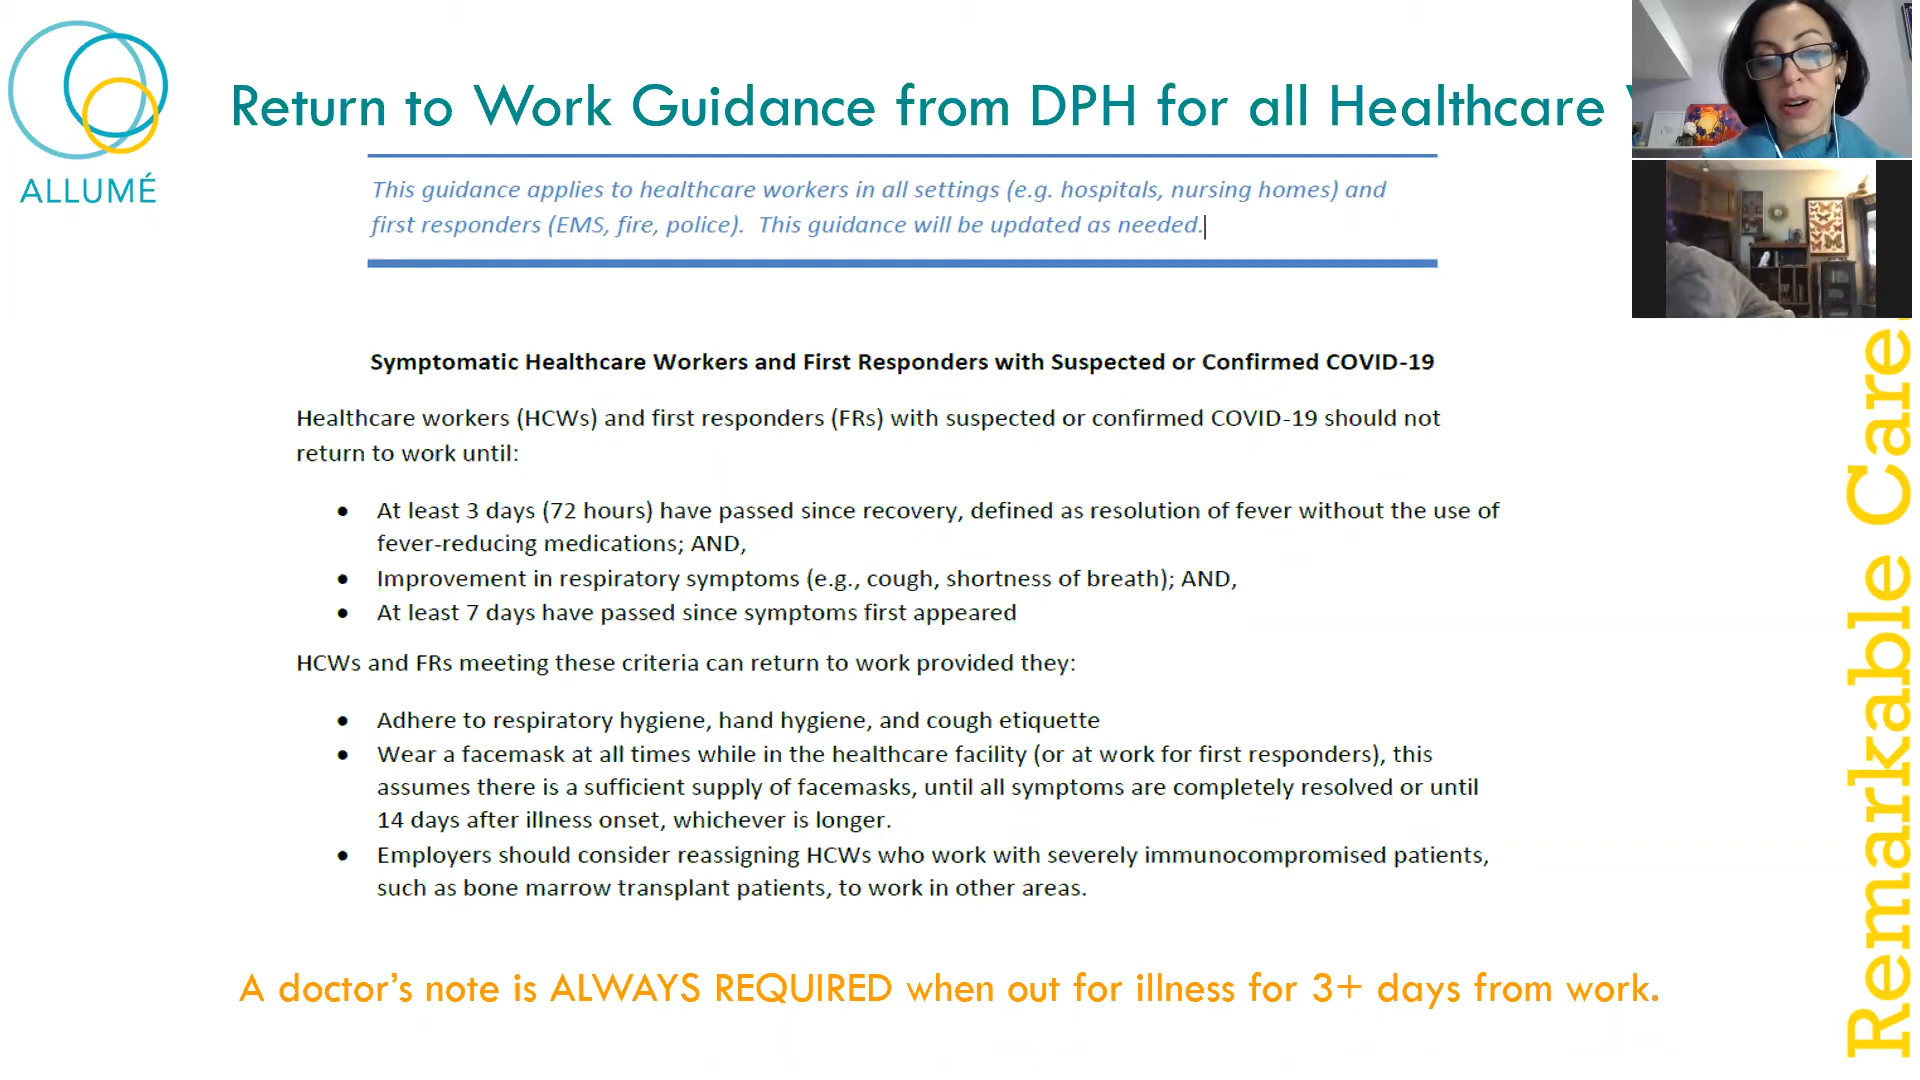 ALLUMÉ
Return to Work Guidance from DPH for all Healthcare
This guidance applies to healthcare workers in all settings (e.g. hospitals, nursing homes) and
first responders (EMS, fire, police).  This guidance will be updated as needed.
Symptomatic Healthcare Workers and First Responders with Suspected or Confirmed COVID-19
Healthcare workers (HCWs) and first responders (FRs) with suspected or confirmed COVID-19 should not
return to work until:
• At least 3 days (72 hours) have passed since recovery, defined as resolution of fever without the use of
fever-reducing medications; AND,
• Improvement in respiratory symptoms (e.g., cough, shortness of breath); AND,
• At least 7 days have passed since symptoms first appeared
HCWs and FRs meeting these criteria can return to work provided they:
• Adhere to respiratory hygiene, hand hygiene, and cough etiquette
• Wear a facemask at all times while in the healthcare facility (or at work for first responders), this
assumes there is a sufficient supply of facemasks, until all symptoms are completely resolved or until
14 days after illness onset, whichever is longer.
• Employers should consider reassigning HCWs who work with severely immunocompromised patients,
such as bone marrow transplant patients, to work in other areas.
A doctor’s note is ALWAYS REQUIRED when out for illness for 3+ days from work.
Remarkable Care.